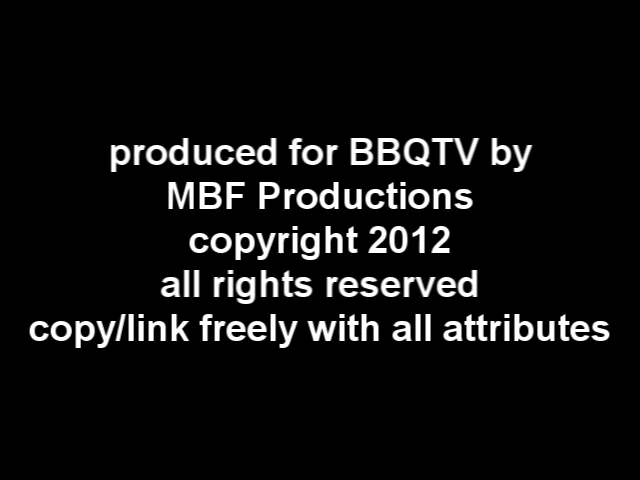 produced for BBQTV by
MBF Productions
copyright 2012
all rights reserved
copy/link freely with all attributes